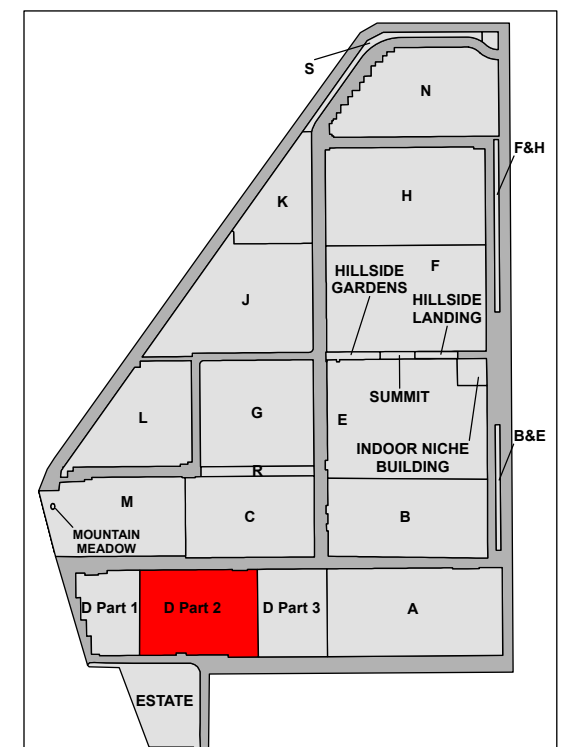 S
N
F&H
K
H
F
HILLSIDE
GARDENS
J
HILLSIDE
LANDING
SUMMIT
L
G
E
INDOOR NICHE
BUILDING
B&E
R
M
C
B
MOUNTAIN
MEADOW
D Part 1
D Part 2
D Part 3
A
ESTATE